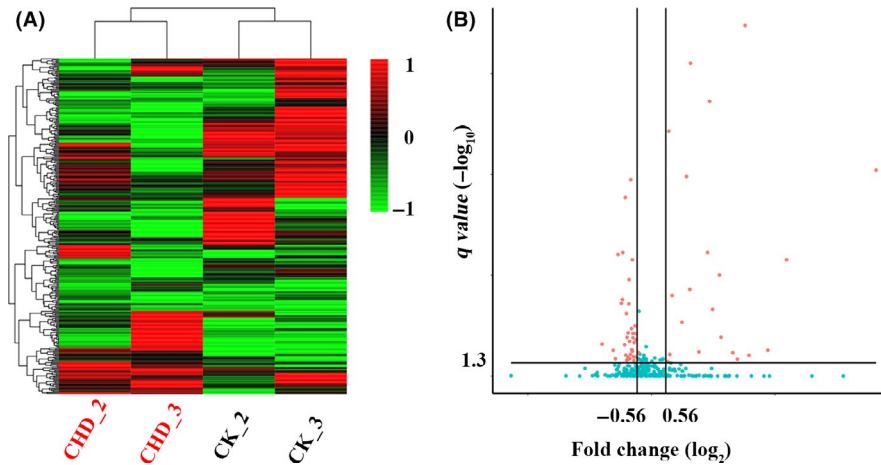 (A)
1
0
−1
CHD_2
CHD_3
CK_2
CK_3
(B)
q value (−log10)
1.3
−0.56
0.56
Fold change (log2)